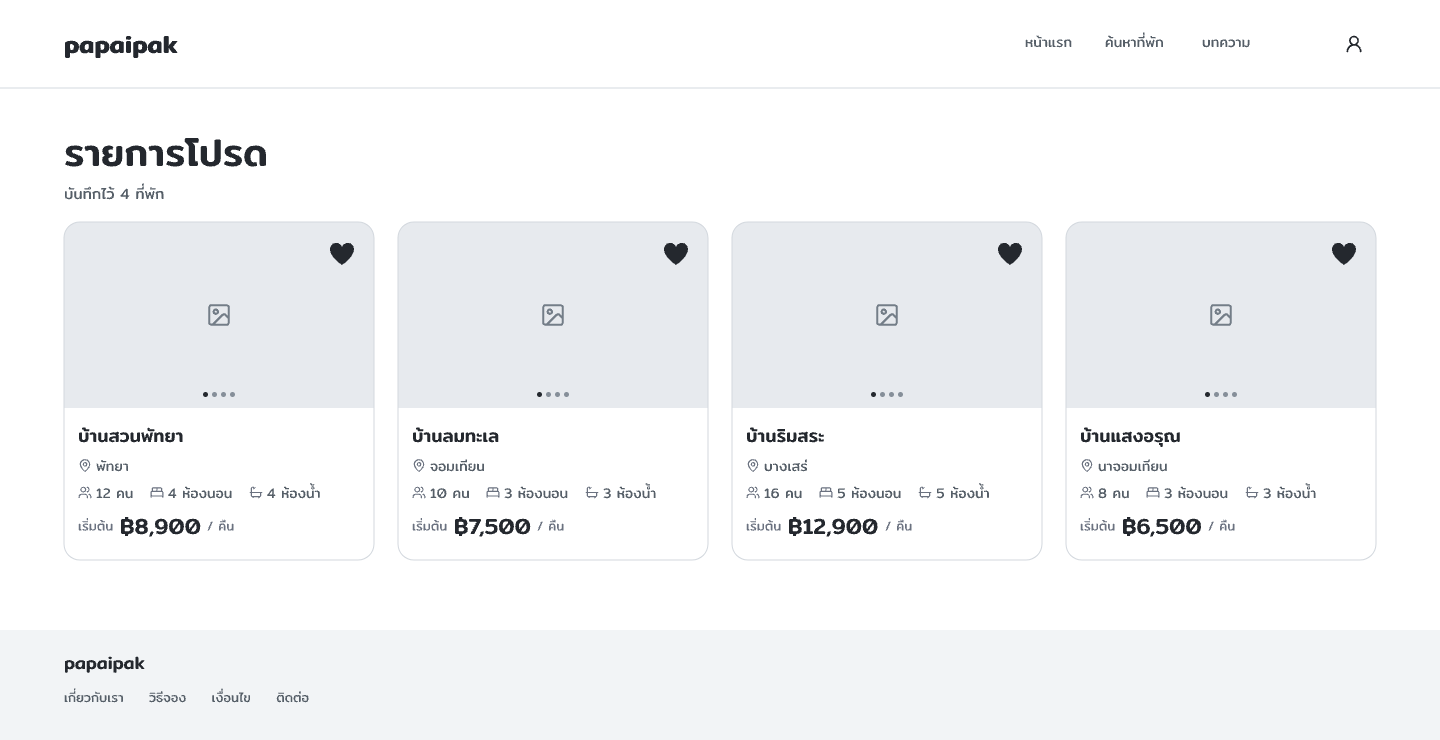 papaipak
หน้าแรก ค้นหาที่พัก บทความ
รายการโปรด
บันทึกไว้ 4 ที่พัก
บ้านสวนพัทยา
พัทยา
12 คน 4 ห้องนอน 4 ห้องน้ำ
เริ่มต้น ฿8,900 / คืน
บ้านลมทะเล
จอมเทียน
10 คน 3 ห้องนอน 3 ห้องน้ำ
เริ่มต้น ฿7,500 / คืน
บ้านริมสระ
บางเสร่
16 คน 5 ห้องนอน 5 ห้องน้ำ
เริ่มต้น ฿12,900 / คืน
บ้านแสงอรุณ
นาจอมเทียน
8 คน 3 ห้องนอน 3 ห้องน้ำ
เริ่มต้น ฿6,500 / คืน
papaipak
เกี่ยวกับเรา วิธีจอง เงื่อนไข ติดต่อ